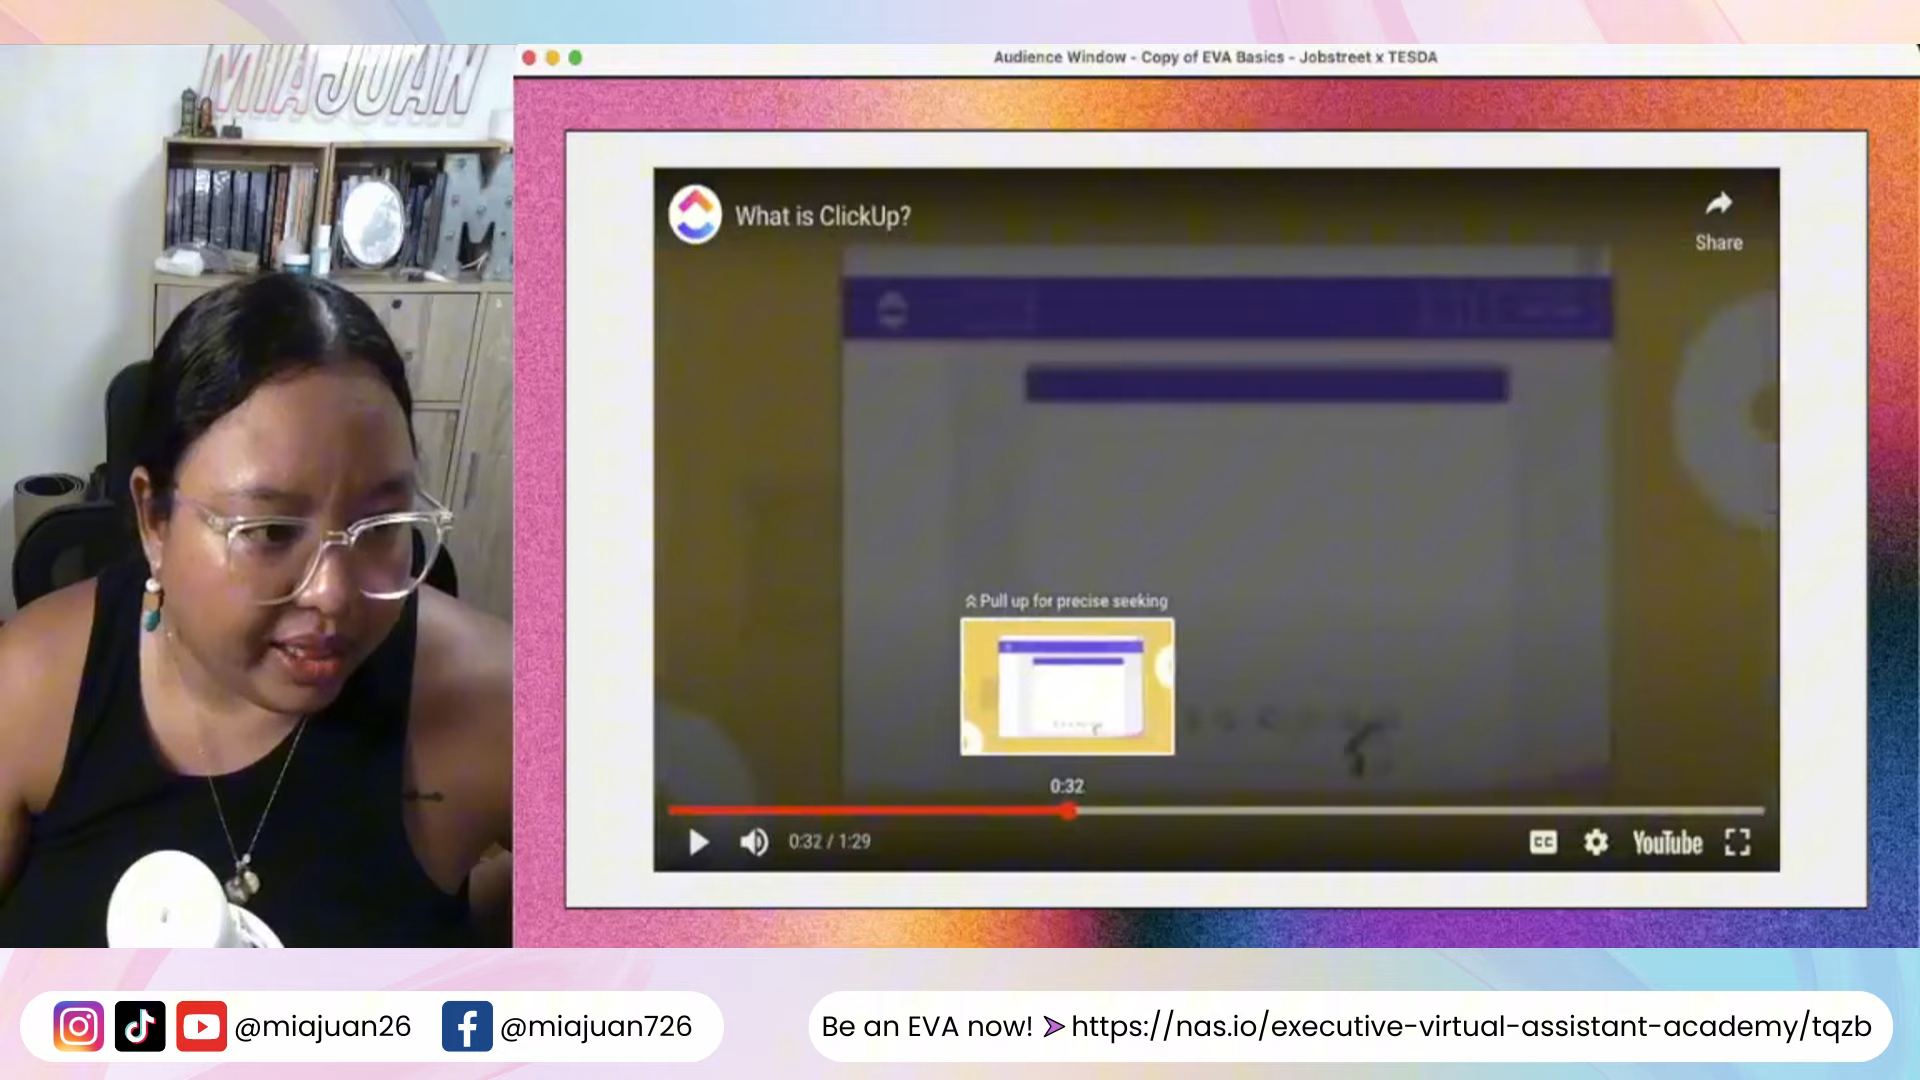 MIAJUAN
Audience Window - Copy of EVA Basics - Jobstreet x TESDA
What is ClickUp?
Share
Pull up for precise seeking
0:32
0:32 / 1:29
CC
YouTube
@miajuan26
@miajuan726
Be an EVA now! ➤ https://nas.io/executive-virtual-assistant-academy/tqzb